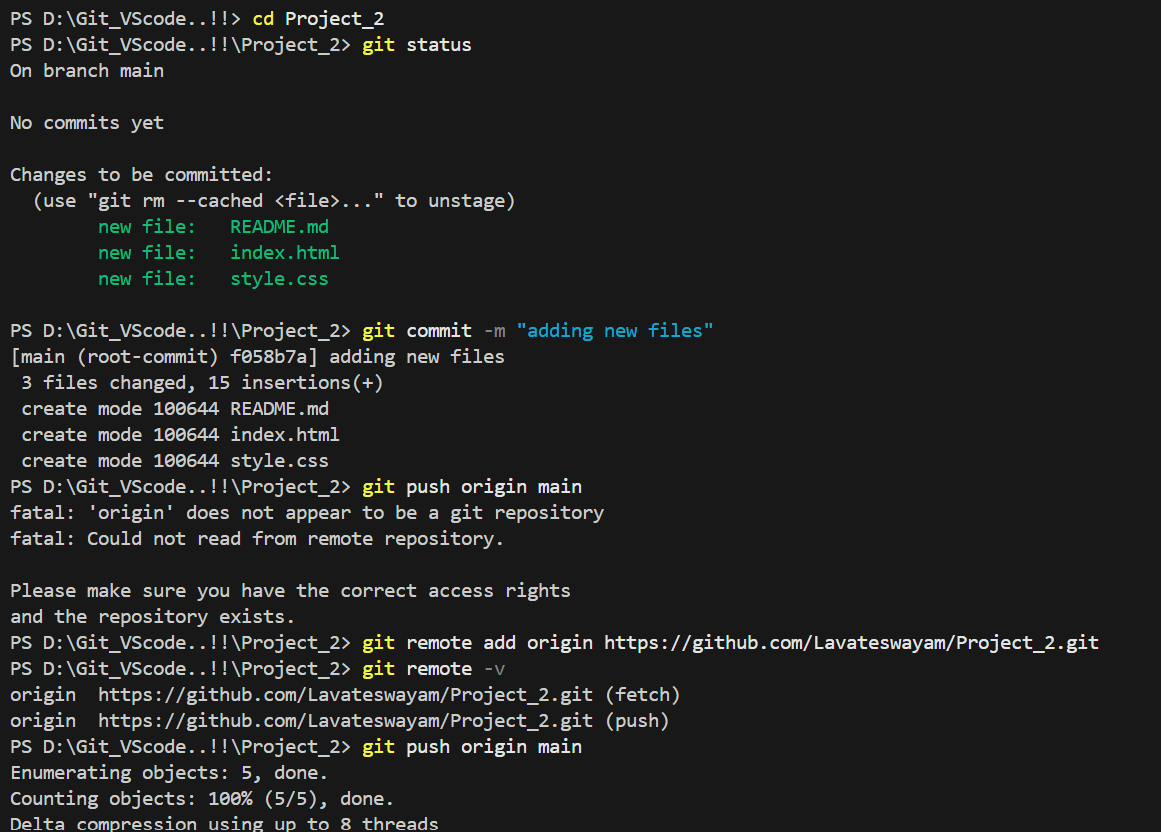 PS D:\Git_VScode..!!> cd Project_2
PS D:\Git_VScode..!!\Project_2> git status
On branch main
No commits yet
Changes to be committed:
(use "git rm --cached <file>..." to unstage)
new file:   README.md
new file:   index.html
new file:   style.css
PS D:\Git_VScode..!!\Project_2> git commit -m "adding new files"
[main (root-commit) f058b7a] adding new files
3 files changed, 15 insertions(+)
create mode 100644 README.md
create mode 100644 index.html
create mode 100644 style.css
PS D:\Git_VScode..!!\Project_2> git push origin main
fatal: 'origin' does not appear to be a git repository
fatal: Could not read from remote repository.
Please make sure you have the correct access rights
and the repository exists.
PS D:\Git_VScode..!!\Project_2> git remote add origin https://github.com/Lavateswayam/Project_2.git
PS D:\Git_VScode..!!\Project_2> git remote -v
origin  https://github.com/Lavateswayam/Project_2.git (fetch)
origin  https://github.com/Lavateswayam/Project_2.git (push)
PS D:\Git_VScode..!!\Project_2> git push origin main
Enumerating objects: 5, done.
Counting objects: 100% (5/5), done.
Delta compression using up to 8 threads